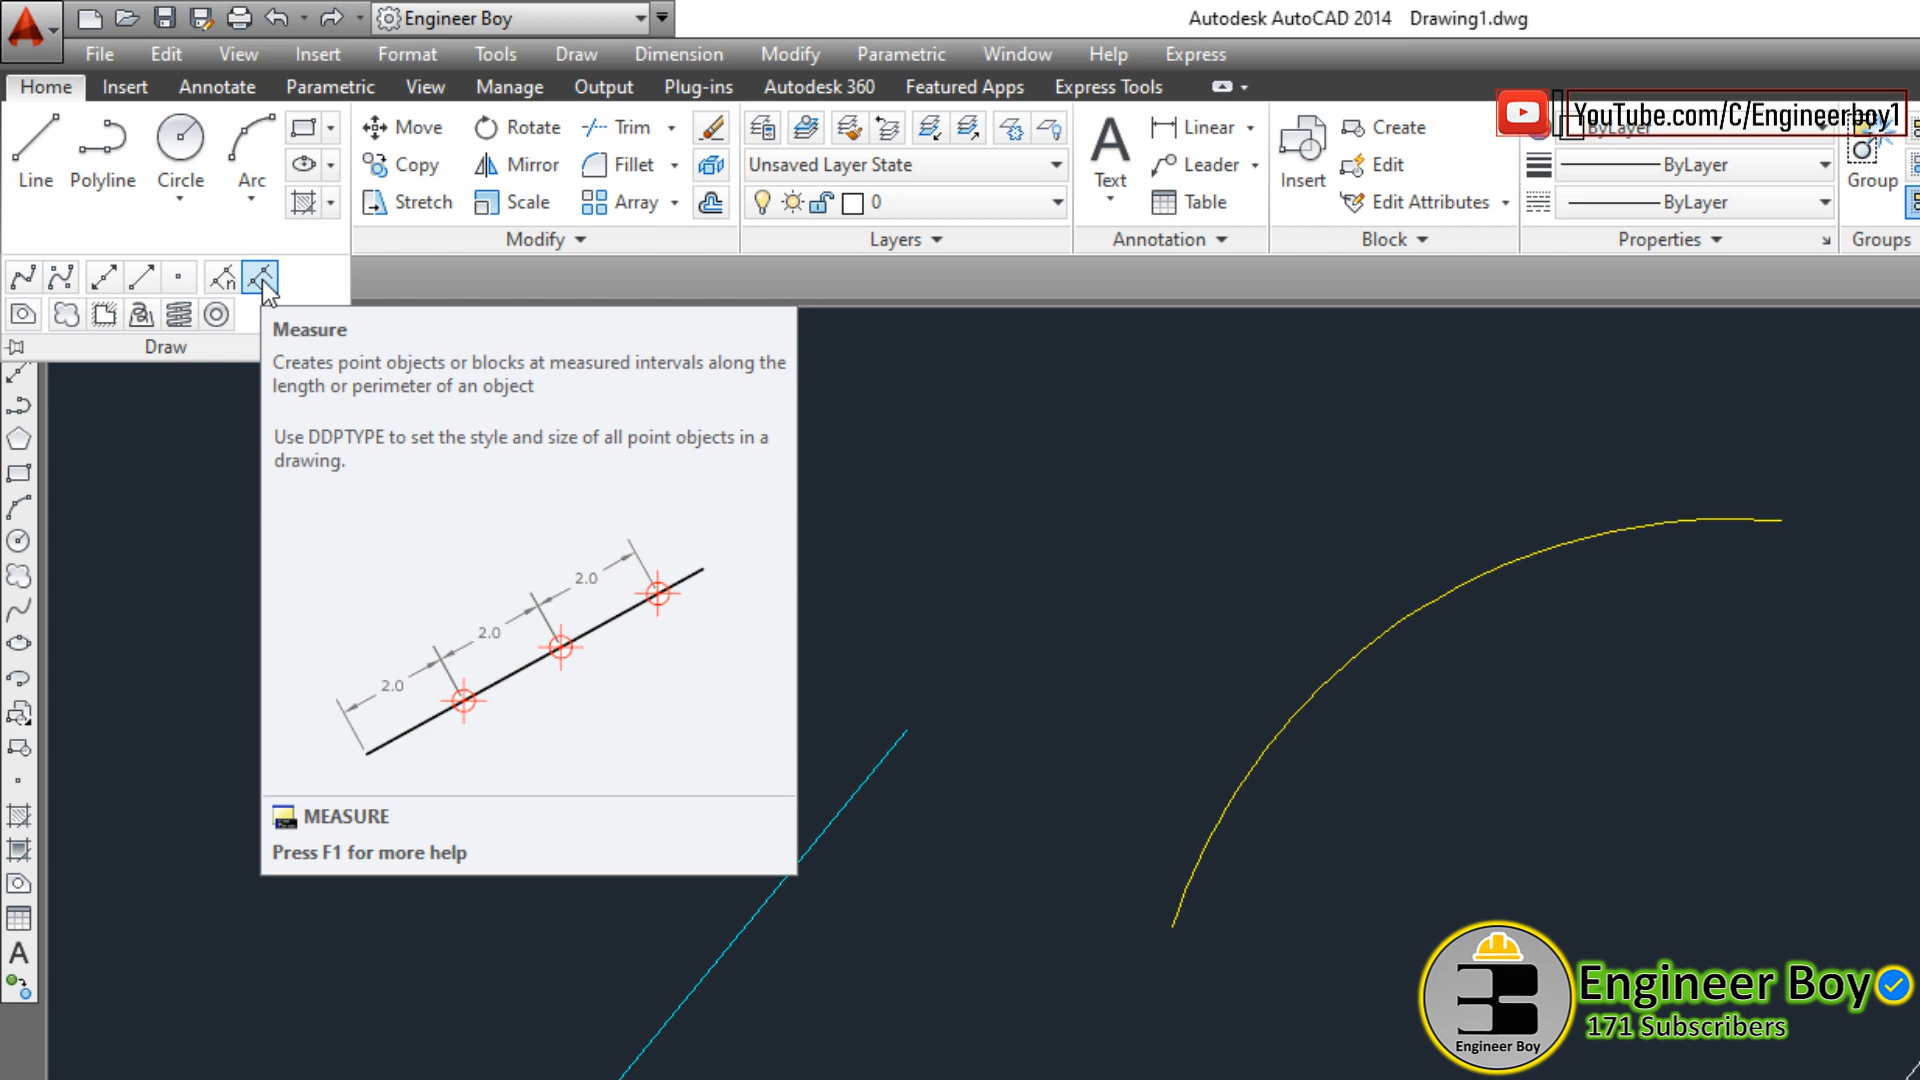 Engineer Boy
Autodesk AutoCAD 2014 Drawing1.dwg
File Edit View Insert Format Tools Draw Dimension Modify Parametric Window Help Express
Home Insert Annotate Parametric View Manage Output Plug-ins Autodesk 360 Featured Apps Express Tools
YouTube.com/C/Engineerboy1
Line Polyline Circle Arc
Move Rotate Trim
Copy Mirror Fillet
Stretch Scale Array
Modify
Unsaved Layer State
0
Layers
Text
Linear
Leader
Table
Annotation
Insert
Create
Edit
Edit Attributes
Block
ByLayer
ByLayer
ByLayer
Properties
Group
Groups
n
Draw
Measure
Creates point objects or blocks at measured intervals along the
length or perimeter of an object
Use DDPTYPE to set the style and size of all point objects in a
drawing.
2.0
2.0
2.0
MEASURE
Press F1 for more help
A
Engineer Boy
Engineer Boy
171 Subscribers